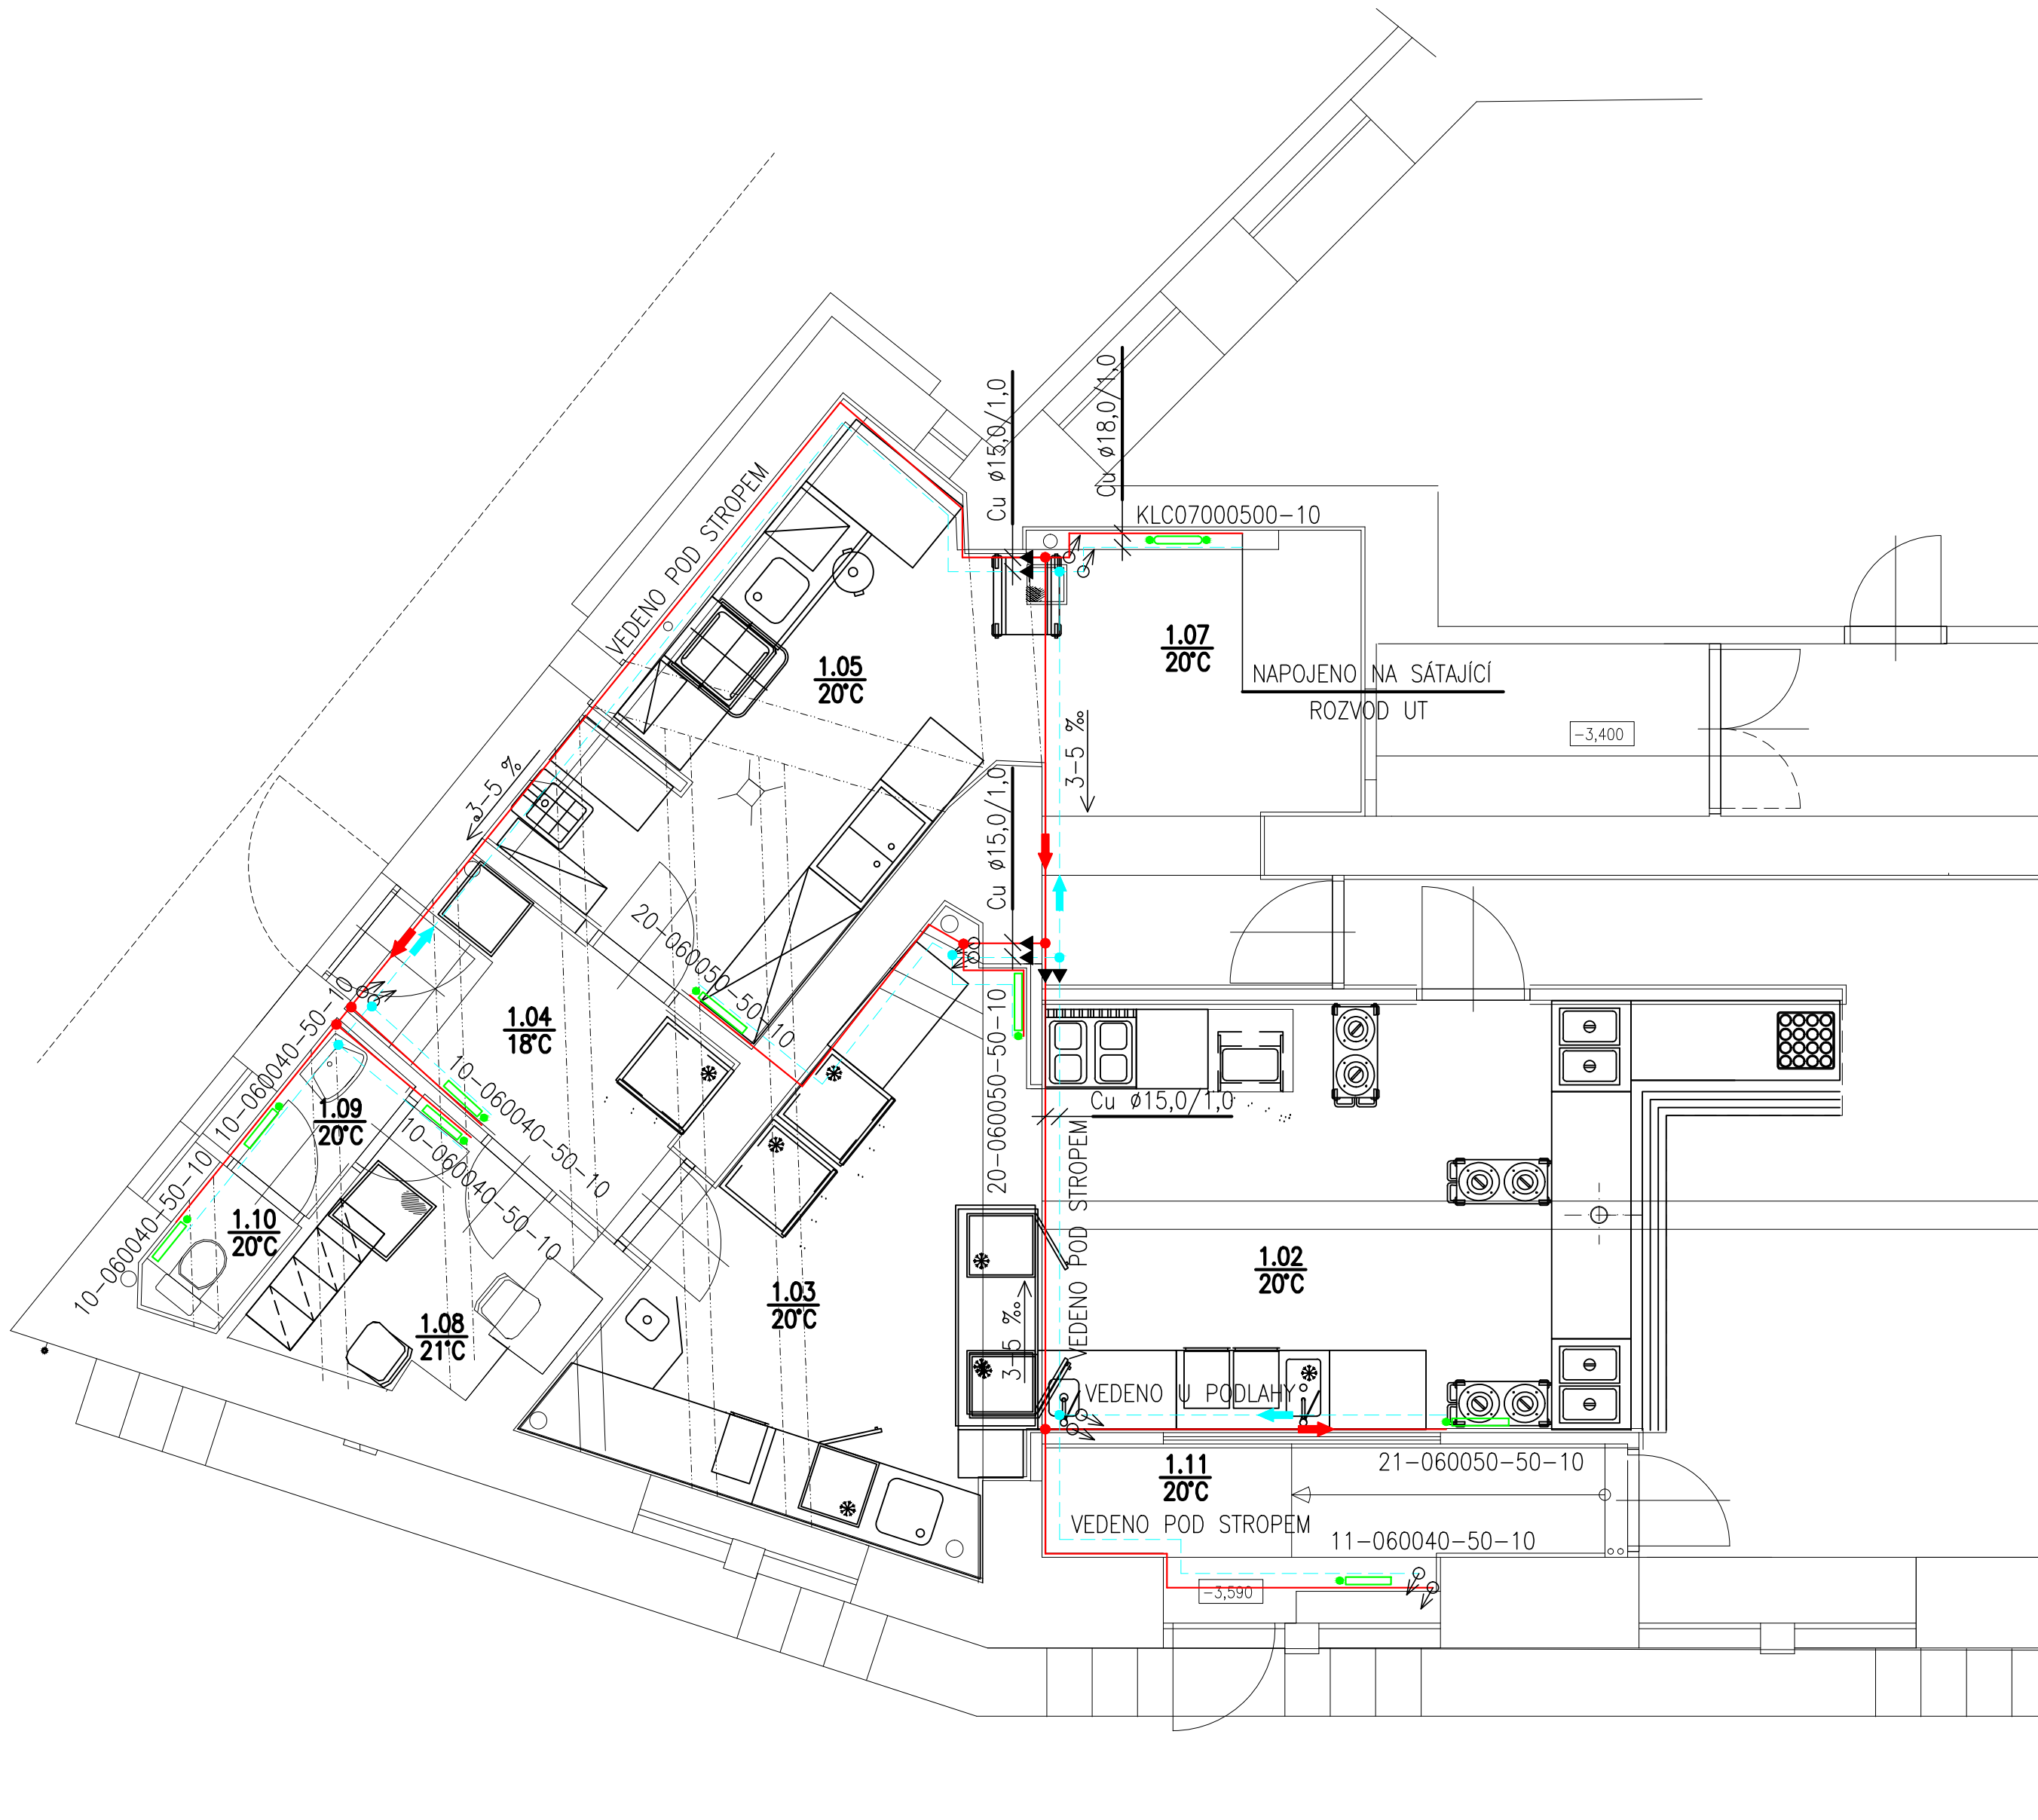 Cu ø15,0/1,0
Cu ø18,0/1,0
KLC07000500-10
VEDENO POD STROPEM
1.07
20°C
1.05
20°C
NAPOJENO NA SÁTAJÍCÍ
ROZVOD UT
-3,400
3-5 ‰
3-5 %
Cu ø15,0/1,0
20-060050-50-10
1.04
18°C
10-060040-50-10
1.09
20°C
10-060040-50-10
10-060040-50-10
20-060050-50-10
Cu ø15,0/1,0
VEDENO POD STROPEM
10-060040-50-10
1.10
20°C
1.02
20°C
1.03
20°C
1.08
21°C
3-5 ‰
VEDENO U PODLAHY
1.11
20°C
21-060050-50-10
VEDENO POD STROPEM
11-060040-50-10
-3,590